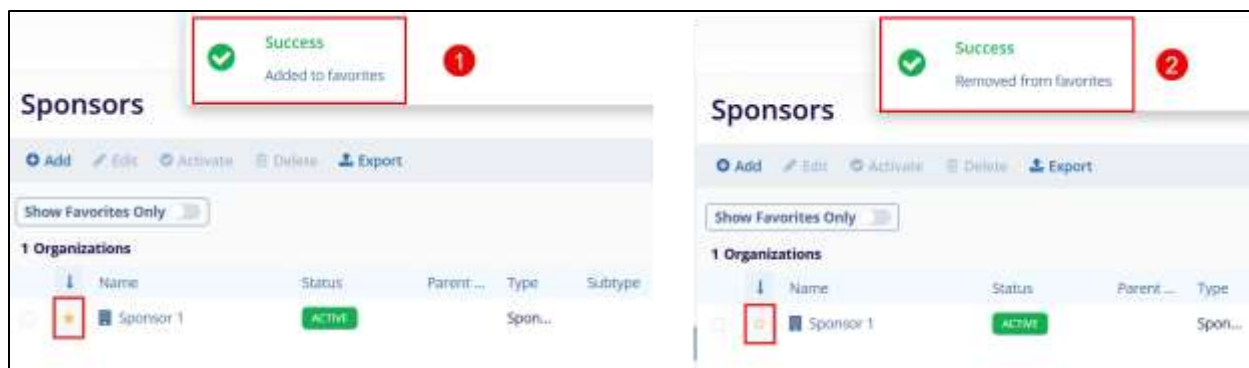 Success
Added to favorites
1
Sponsors
Add Edit Activate Delete Export
Show Favorites Only
1 Organizations
Name Status Parent ... Type Subtype
Sponsor 1 ACTIVE Spon...
Success
Removed from favorites
2
Sponsors
Add Edit Activate Delete Export
Show Favorites Only
1 Organizations
Name Status Parent ... Type
Sponsor 1 ACTIVE Spon...